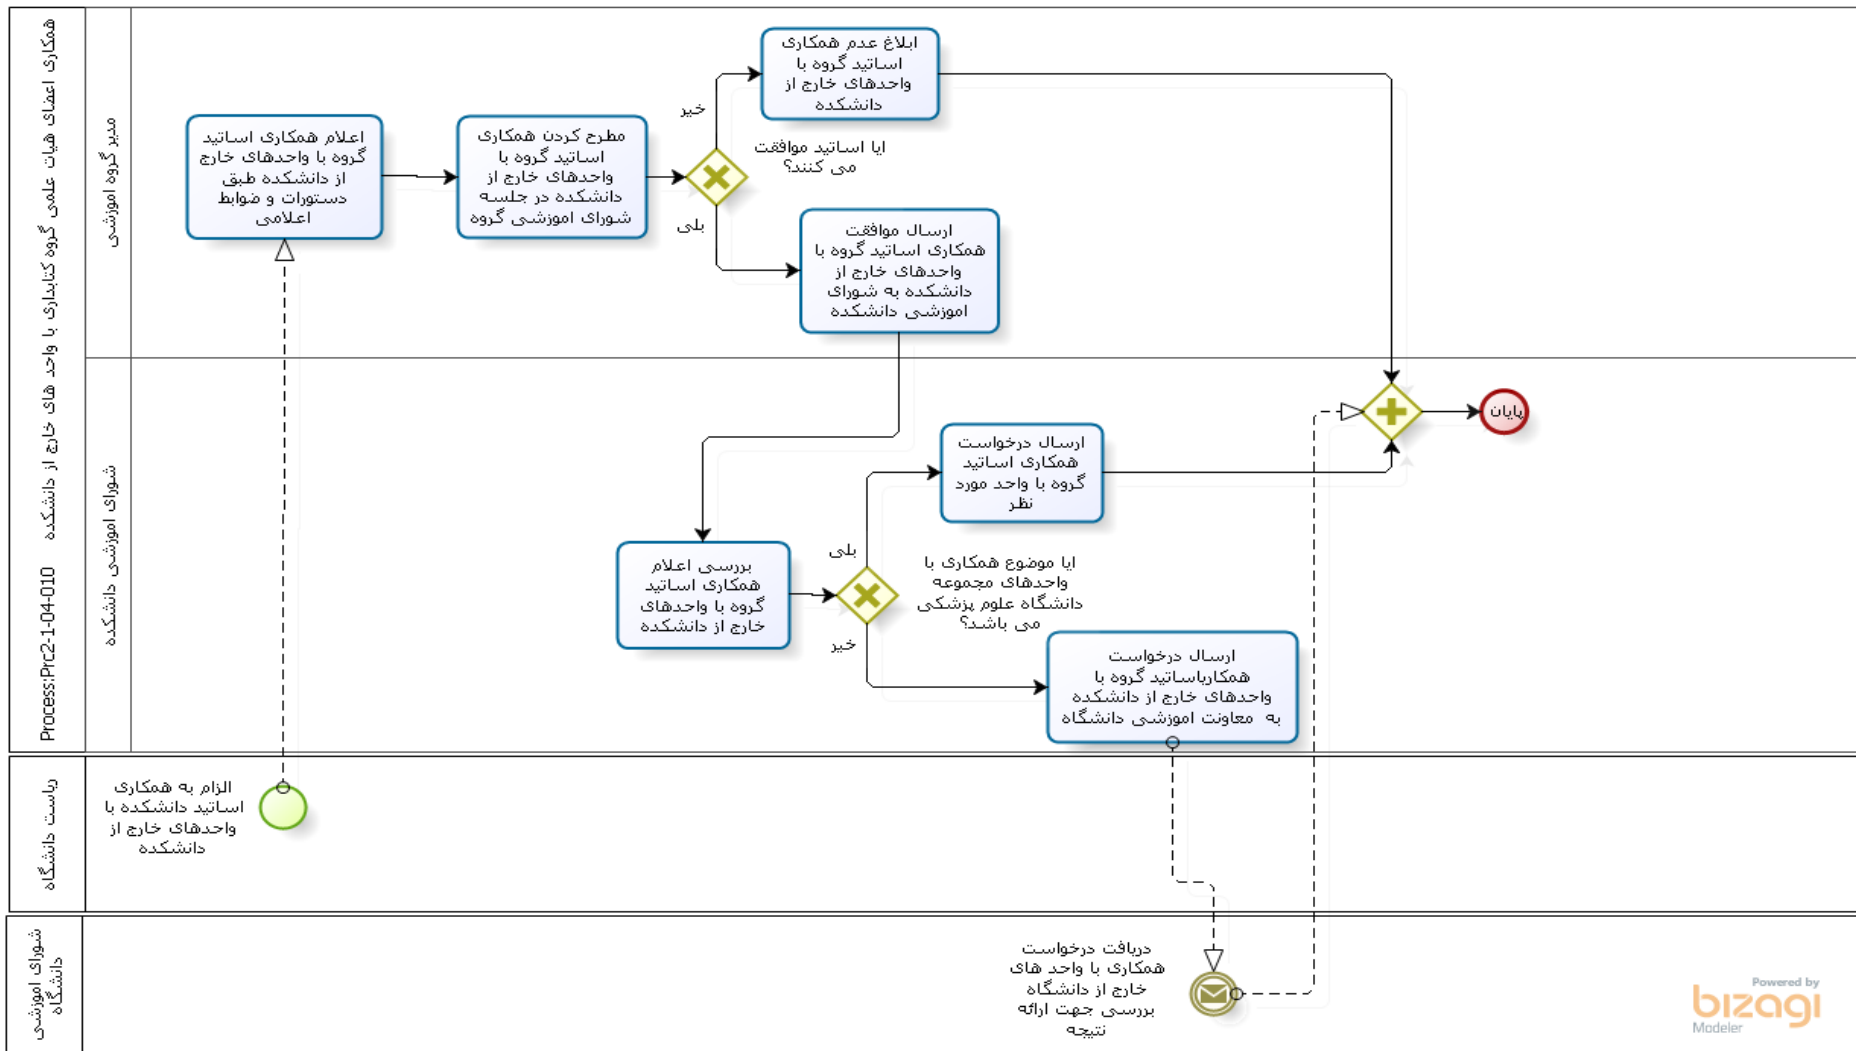 همکاری اعضای هیات علمی گروه کتابداری با واحد های خارج از دانشکده Process:Prc2-1-04-010
مدیر گروه اموزشی
اعلام همکاری اساتید
گروه با واحدهای خارج
از دانشکده طبق
دستورات و ضوابط
اعلامی
مطرح کردن همکاری
اساتید گروه با
واحدهای خارج از
دانشکده در جلسه
شورای اموزشی گروه
ایا اساتید موافقت
می کنند؟
خیر
بلی
ابلاغ عدم همکاری
اساتید گروه با
واحدهای خارج از
دانشکده
ارسال موافقت
همکاری اساتید گروه با
واحدهای خارج از
دانشکده به شورای
اموزشی دانشکده
شورای اموزشی دانشکده
بررسی اعلام
همکاری اساتید
گروه با واحدهای
خارج از دانشکده
بلی
خیر
ایا موضوع همکاری با
واحدهای مجموعه
دانشگاه علوم پزشکی
می باشد؟
ارسال درخواست
همکاری اساتید
گروه با واحد مورد
نظر
ارسال درخواست
همکاریاساتید گروه با
واحدهای خارج از دانشکده
به معاونت اموزشی دانشگاه
پایان
ریاست دانشگاه
الزام به همکاری
اساتید دانشکده با
واحدهای خارج از
دانشکده
شورای اموزشی
دانشگاه
دریافت درخواست
همکاری با واحد های
خارج از دانشگاه
بررسی جهت ارائه
نتیجه
Powered by
bizagi
Modeler